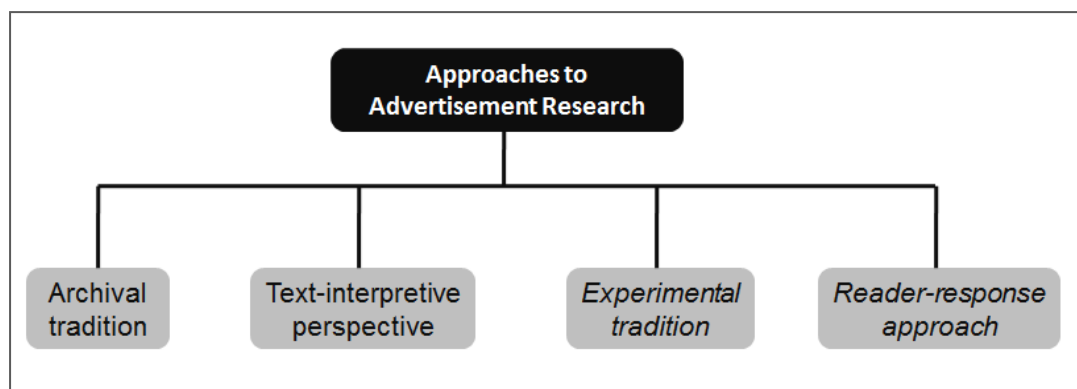 Approaches to
Advertisement Research
Archival
tradition
Text-interpretive
perspective
Experimental
tradition
Reader-response
approach